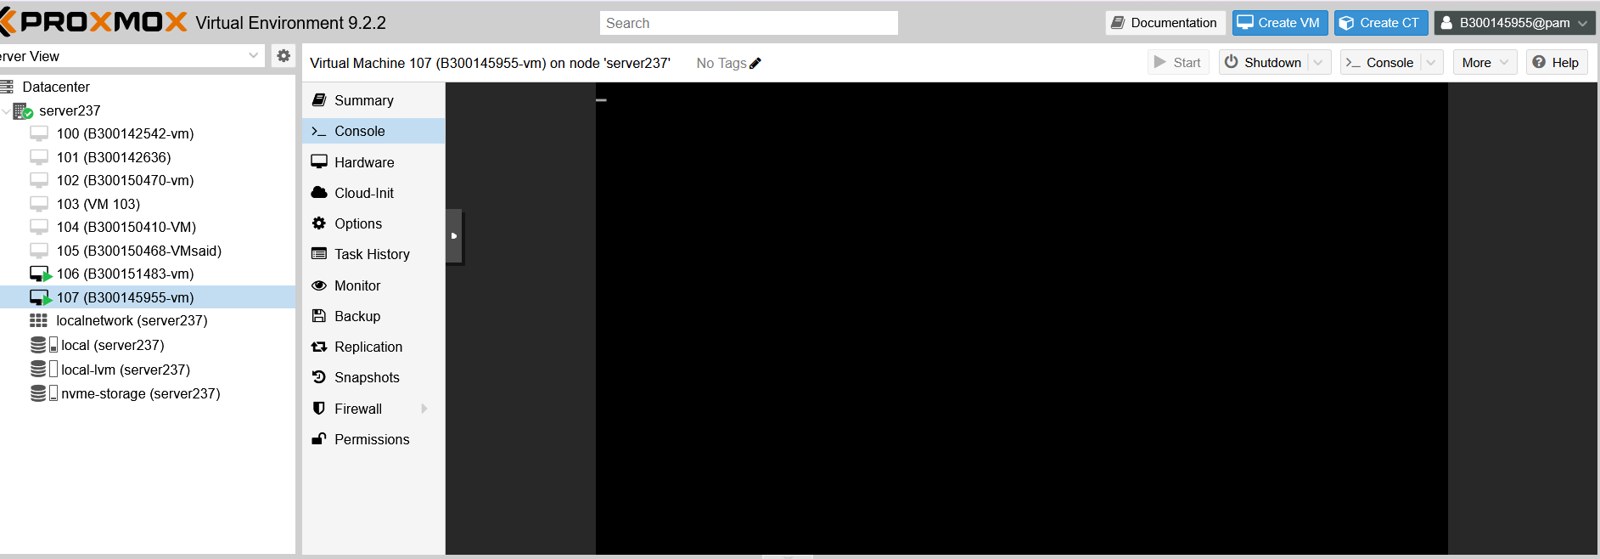 PROXMOX Virtual Environment 9.2.2
Search
Documentation
Create VM
Create CT
B300145955@pam
erver View
Virtual Machine 107 (B300145955-vm) on node 'server237'
No Tags
Start
Shutdown
Console
More
Help
Datacenter
server237
100 (B300142542-vm)
101 (B300142636)
102 (B300150470-vm)
103 (VM 103)
104 (B300150410-VM)
105 (B300150468-VMsaid)
106 (B300151483-vm)
107 (B300145955-vm)
localnetwork (server237)
local (server237)
local-lvm (server237)
nvme-storage (server237)
Summary
Console
Hardware
Cloud-Init
Options
Task History
Monitor
Backup
Replication
Snapshots
Firewall
Permissions